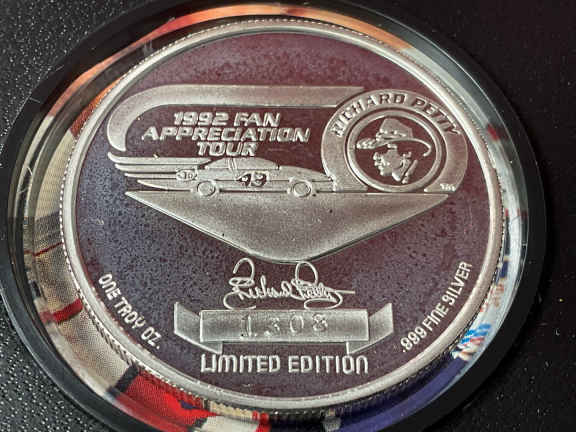 1992 FAN
APPRECIATION
TOUR
RICHARD PETTY
43
Richard Petty
1308
ONE TROY OZ.
LIMITED EDITION
.999 FINE SILVER